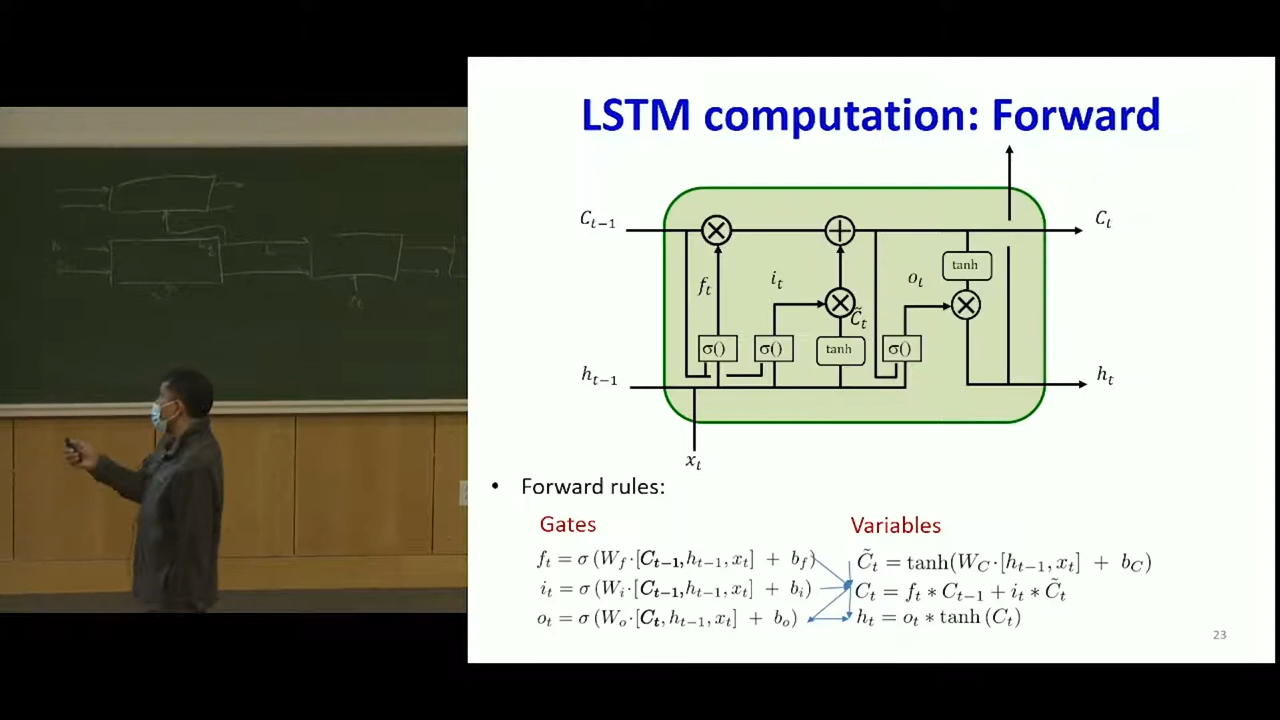 LSTM computation: Forward
C_{t-1}
C_t
f_t
i_t
o_t
tanh
C̃_t
σ()
σ()
tanh
σ()
h_{t-1}
h_t
x_t
• Forward rules:
Gates
Variables
f_t = σ (W_f·[C_{t-1}, h_{t-1}, x_t] + b_f)
C̃_t = tanh(W_C·[h_{t-1}, x_t] + b_C)
i_t = σ (W_i·[C_{t-1}, h_{t-1}, x_t] + b_i)
C_t = f_t * C_{t-1} + i_t * C̃_t
o_t = σ (W_o·[C_t, h_{t-1}, x_t] + b_o)
h_t = o_t * tanh (C_t)
23